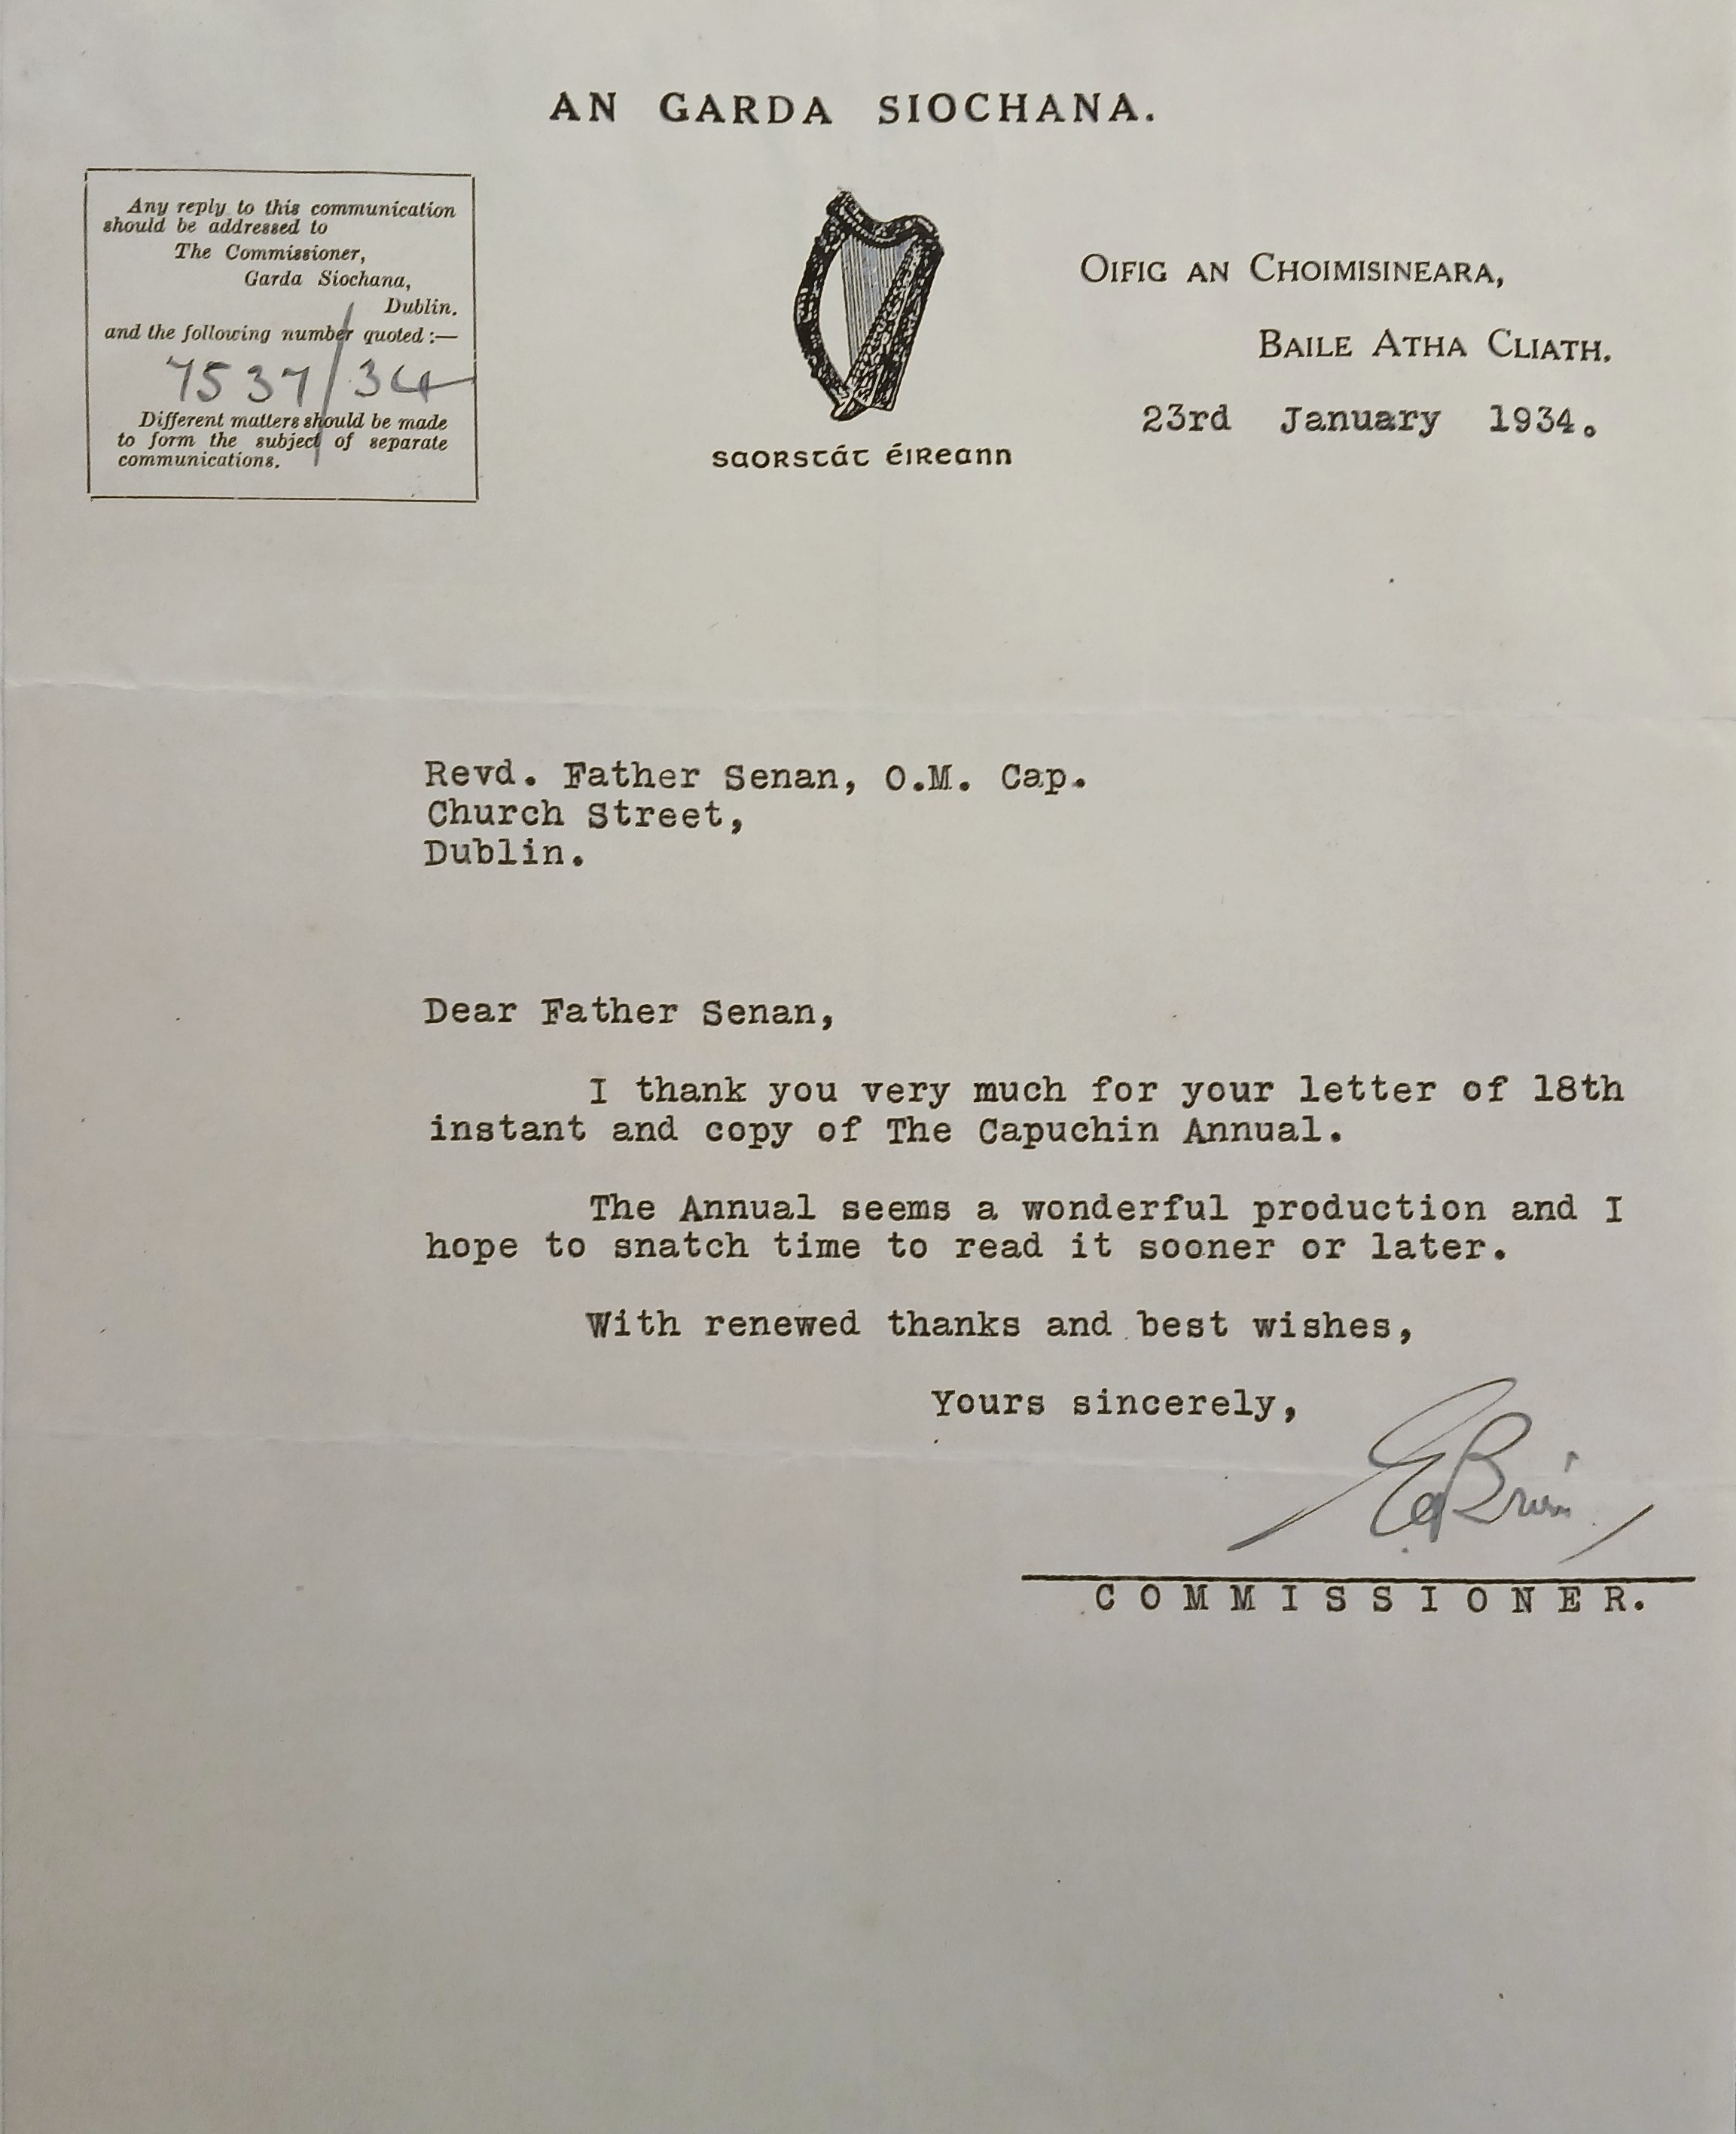 AN GARDA SIOCHANA.
Any reply to this communication
should be addressed to
The Commissioner,
Garda Siochana,
Dublin.
and the following number quoted :—
7537/34
Different matters should be made
to form the subject of separate
communications.
saorstát éireann
OIFIG AN CHOIMISINEARA,
BAILE ATHA CLIATH.
23rd January 1934.
Revd. Father Senan, O.M. Cap.
Church Street,
Dublin.
Dear Father Senan,
I thank you very much for your letter of 18th
instant and copy of The Capuchin Annual.
The Annual seems a wonderful production and I
hope to snatch time to read it sooner or later.
With renewed thanks and best wishes,
Yours sincerely,
COMMISSIONER.